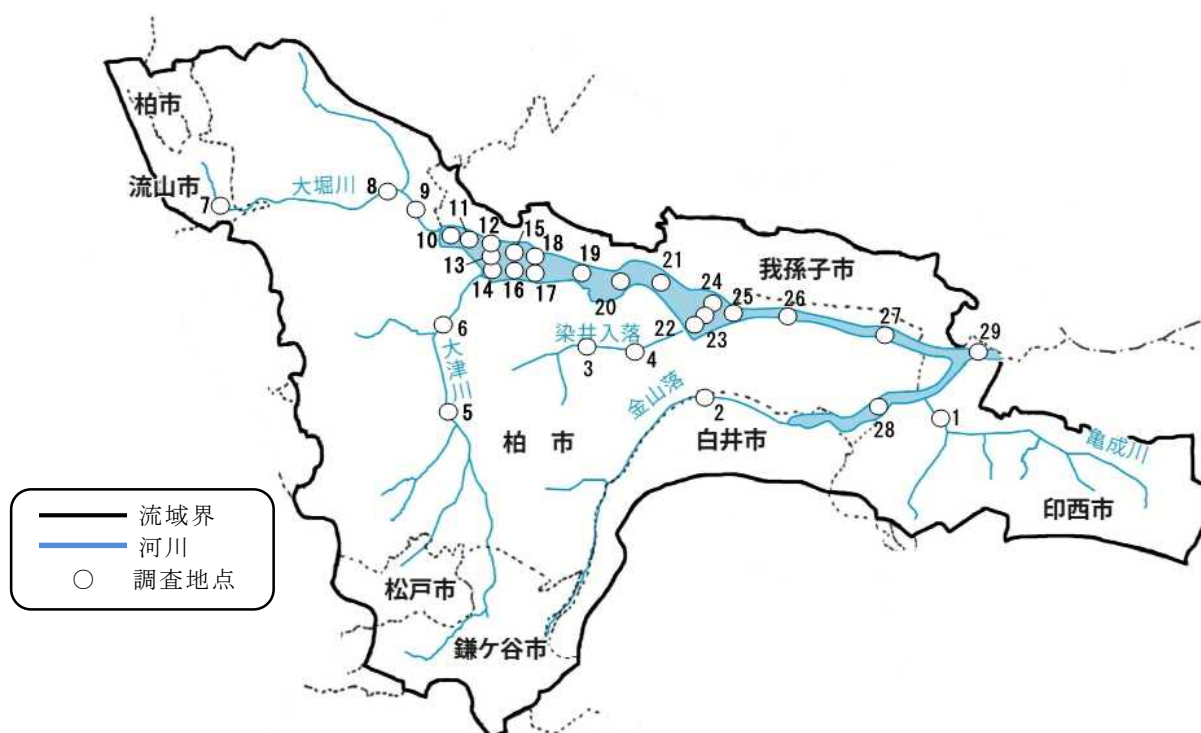 柏市
流山市
7
大堀川
8
9
10
11
12
13
14
15
16
17
18
19
20
21
22
23
24
25
26
27
28
29
我孫子市
染井入落
3
4
6
大津川
5
金山落
2
柏 市
白井市
1
亀成川
印西市
松戸市
鎌ケ谷市
流域界
河川
調査地点